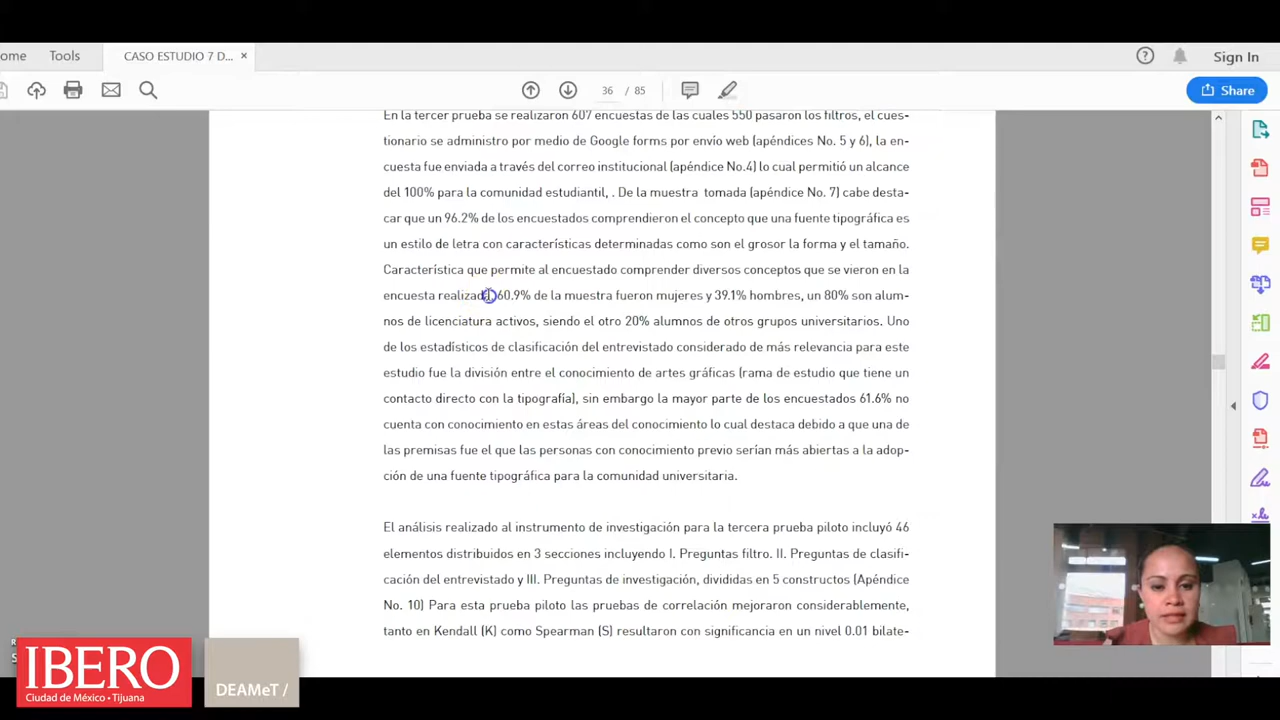 ome Tools CASO ESTUDIO 7 D... × Sign In
36 / 85 Share
En la tercer prueba se realizaron 607 encuestas de las cuales 550 pasaron los filtros, el cues-
tionario se administro por medio de Google forms por envío web (apéndices No. 5 y 6), la en-
cuesta fue enviada a través del correo institucional (apéndice No.4) lo cual permitió un alcance
del 100% para la comunidad estudiantil, . De la muestra tomada (apéndice No. 7) cabe desta-
car que un 96.2% de los encuestados comprendieron el concepto que una fuente tipográfica es
un estilo de letra con características determinadas como son el grosor la forma y el tamaño.
Característica que permite al encuestado comprender diversos conceptos que se vieron en la
encuesta realizada, 60.9% de la muestra fueron mujeres y 39.1% hombres, un 80% son alum-
nos de licenciatura activos, siendo el otro 20% alumnos de otros grupos universitarios. Uno
de los estadísticos de clasificación del entrevistado considerado de más relevancia para este
estudio fue la división entre el conocimiento de artes gráficas (rama de estudio que tiene un
contacto directo con la tipografía), sin embargo la mayor parte de los encuestados 61.6% no
cuenta con conocimiento en estas áreas del conocimiento lo cual destaca debido a que una de
las premisas fue el que las personas con conocimiento previo serían más abiertas a la adop-
ción de una fuente tipográfica para la comunidad universitaria.
El análisis realizado al instrumento de investigación para la tercera prueba piloto incluyó 46
elementos distribuidos en 3 secciones incluyendo I. Preguntas filtro. II. Preguntas de clasifi-
cación del entrevistado y III. Preguntas de investigación, divididas en 5 constructos (Apéndice
No. 10) Para esta prueba piloto las pruebas de correlación mejoraron considerablemente,
tanto en Kendall (K) como Spearman (S) resultaron con significancia en un nivel 0.01 bilate-
IBERO
Ciudad de México • Tijuana
DEAMeT /